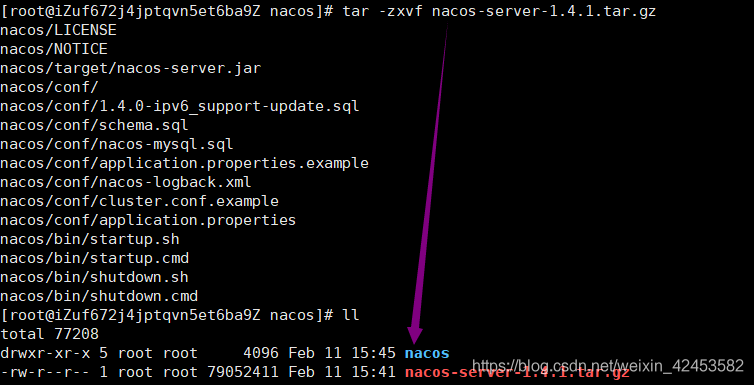 [root@iZuf672j4jptqvn5et6ba9Z nacos]# tar -zxvf nacos-server-1.4.1.tar.gz
nacos/LICENSE
nacos/NOTICE
nacos/target/nacos-server.jar
nacos/conf/
nacos/conf/1.4.0-ipv6_support-update.sql
nacos/conf/schema.sql
nacos/conf/nacos-mysql.sql
nacos/conf/application.properties.example
nacos/conf/nacos-logback.xml
nacos/conf/cluster.conf.example
nacos/conf/application.properties
nacos/bin/startup.sh
nacos/bin/startup.cmd
nacos/bin/shutdown.sh
nacos/bin/shutdown.cmd
[root@iZuf672j4jptqvn5et6ba9Z nacos]# ll
total 77208
drwxr-xr-x 5 root root     4096 Feb 11 15:45 nacos
-rw-r--r-- 1 root root 79052411 Feb 11 15:41 nacos-server-1.4.1.tar.gz
https://blog.csdn.net/weixin_42453582